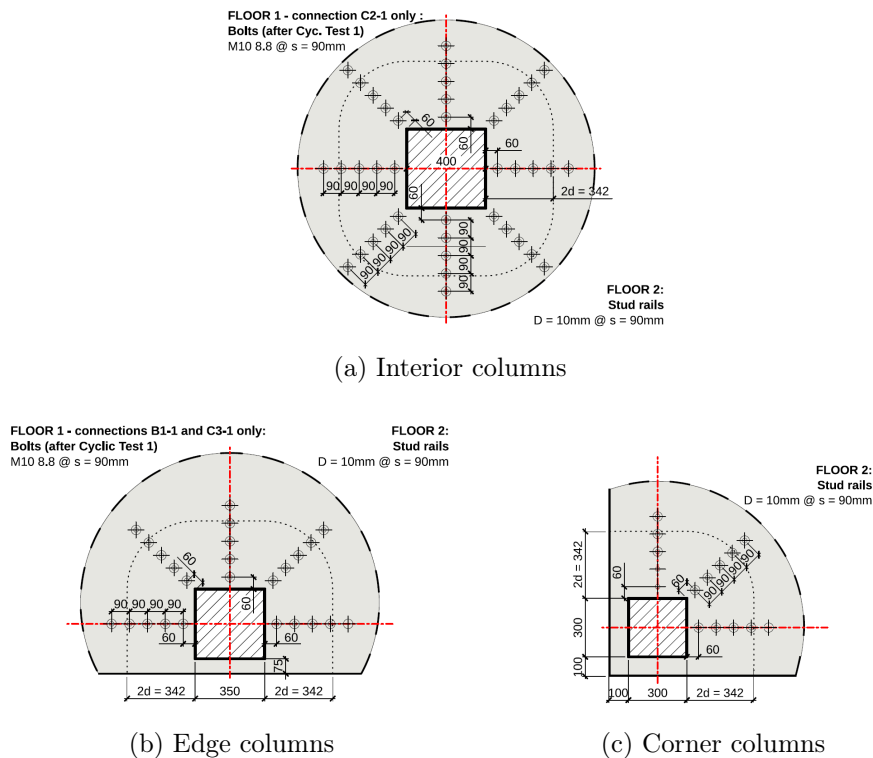 FLOOR 1 - connection C2-1 only :
Bolts (after Cyc. Test 1)
M10 8.8 @ s = 90mm
60
60
60
400
90 90 90 90
60
2d = 342
90 90 90 90
90 90 90 90
FLOOR 2:
Stud rails
D = 10mm @ s = 90mm
(a) Interior columns
FLOOR 1 - connections B1-1 and C3-1 only:
Bolts (after Cyclic Test 1)
M10 8.8 @ s = 90mm
FLOOR 2:
Stud rails
D = 10mm @ s = 90mm
60
90 90 90 90
60
60
60
75
2d = 342
350
2d = 342
(b) Edge columns
FLOOR 2:
Stud rails
D = 10mm @ s = 90mm
2d = 342
60
60
90 90 90 90
300
60
100
100
300
2d = 342
(c) Corner columns